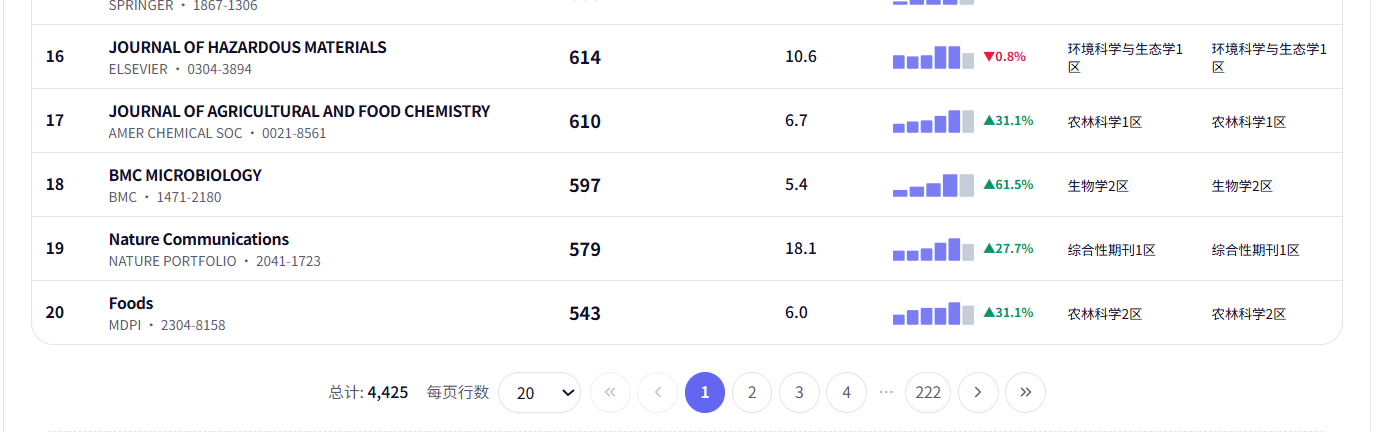 SPRINGER • 1867-1306
16 JOURNAL OF HAZARDOUS MATERIALS 614 10.6 ▼0.8% 环境科学与生态学1区 环境科学与生态学1区
ELSEVIER • 0304-3894
17 JOURNAL OF AGRICULTURAL AND FOOD CHEMISTRY 610 6.7 ▲31.1% 农林科学1区 农林科学1区
AMER CHEMICAL SOC • 0021-8561
18 BMC MICROBIOLOGY 597 5.4 ▲61.5% 生物学2区 生物学2区
BMC • 1471-2180
19 Nature Communications 579 18.1 ▲27.7% 综合性期刊1区 综合性期刊1区
NATURE PORTFOLIO • 2041-1723
20 Foods 543 6.0 ▲31.1% 农林科学2区 农林科学2区
MDPI • 2304-8158
总计: 4,425 每页行数 20 « ‹ 1 2 3 4 ··· 222 › »